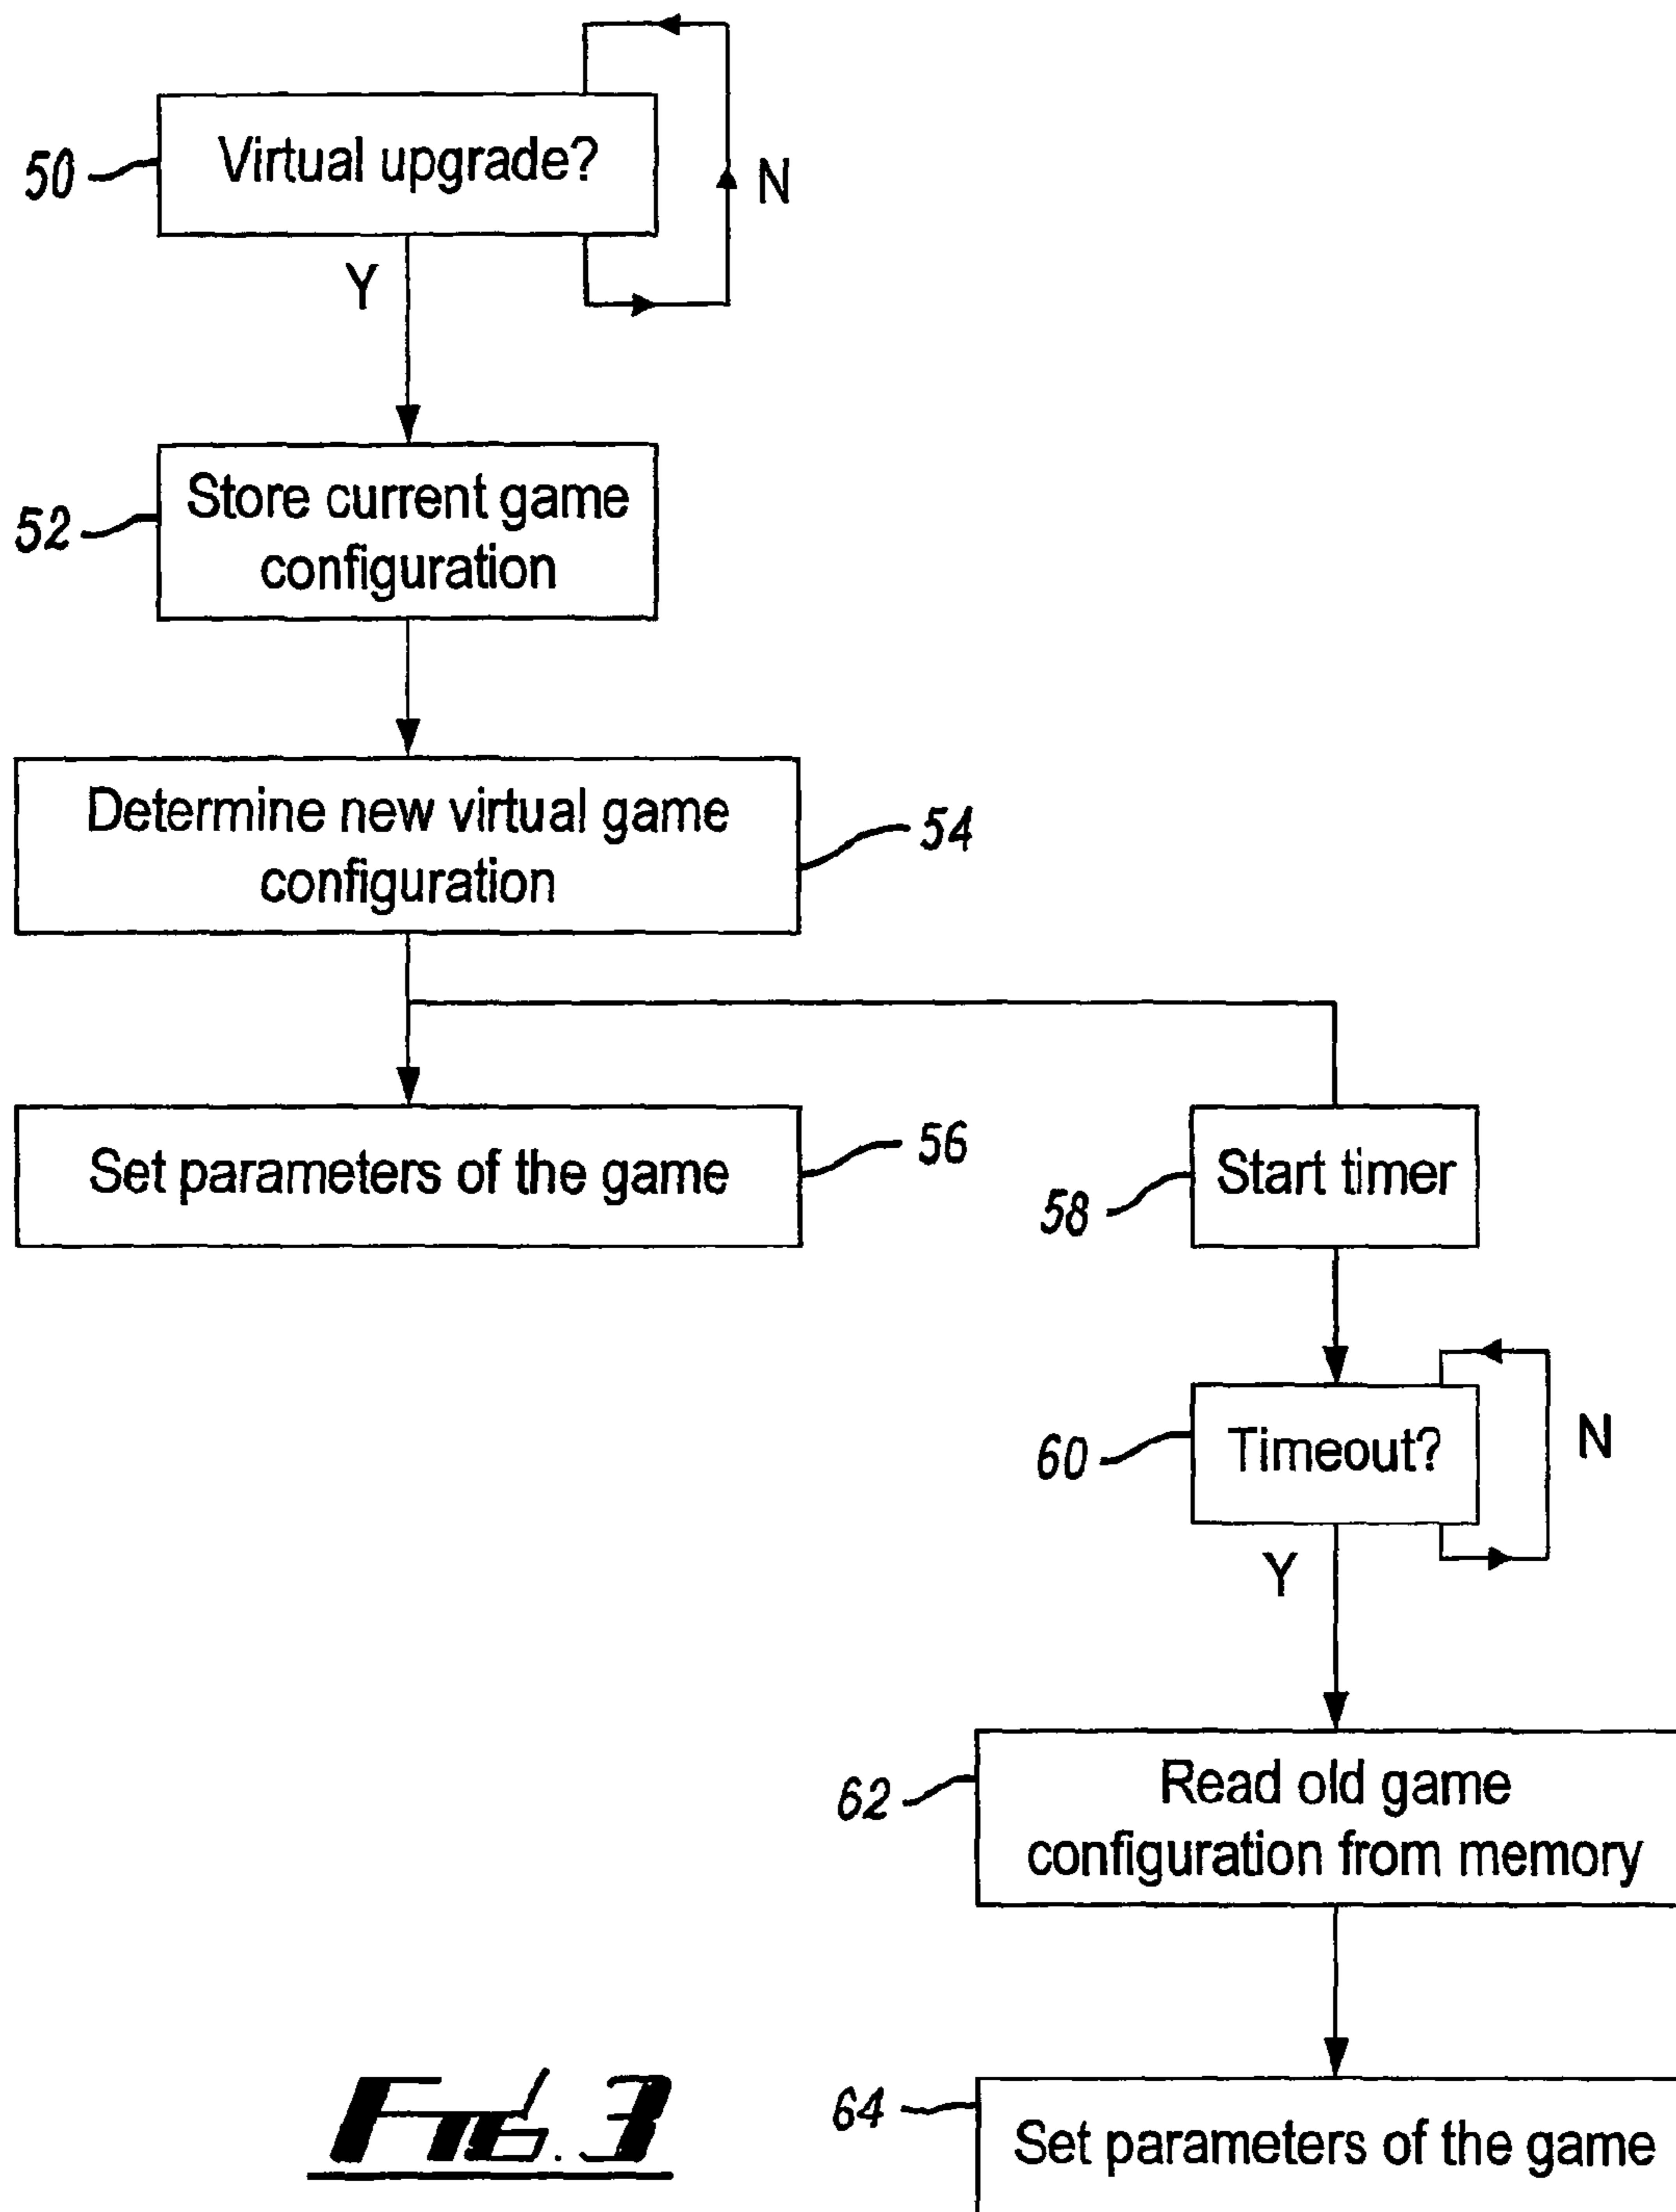 50
Virtual upgrade?
N
Y
52
Store current game
configuration
Determine new virtual game
configuration
54
Set parameters of the game
56
58
Start timer
60
Timeout?
N
Y
62
Read old game
configuration from memory
64
Set parameters of the game
FIG. 3